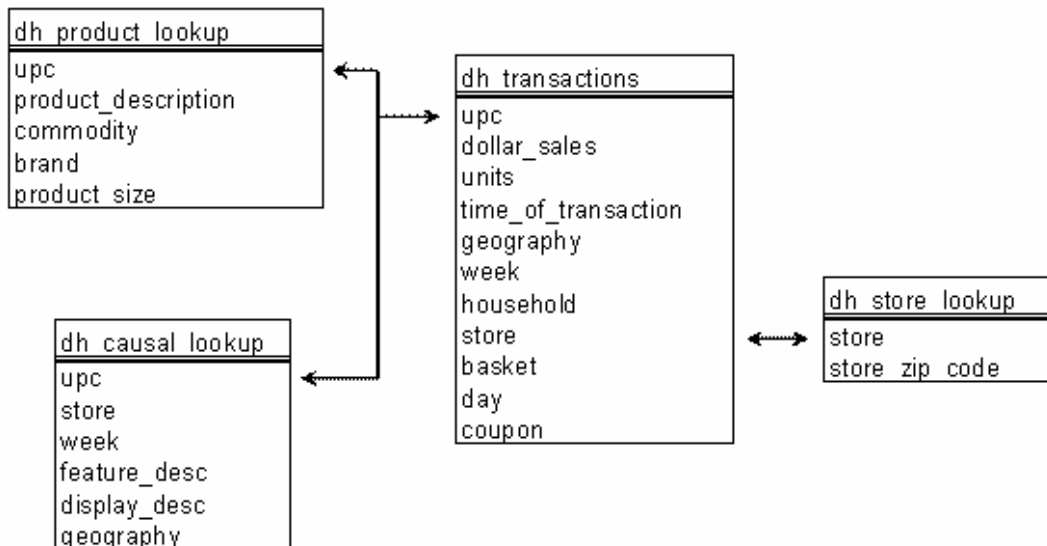 dh_product_lookup
upc
product_description
commodity
brand
product_size
dh_transactions
upc
dollar_sales
units
time_of_transaction
geography
week
household
store
basket
day
coupon
dh_store_lookup
store
store_zip_code
dh_causal_lookup
upc
store
week
feature_desc
display_desc
geography